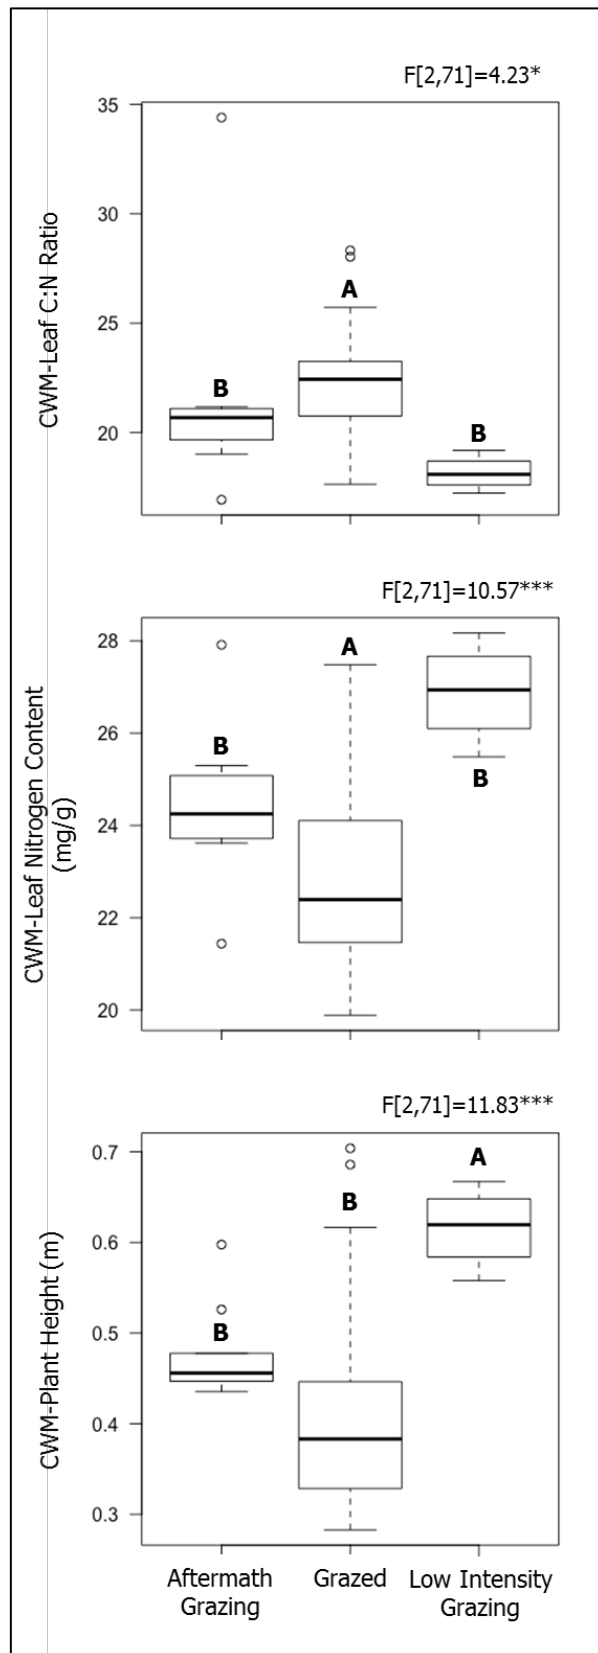 F[2,71]=4.23*
CWM-Leaf C:N Ratio
35
30
25
20
B
A
B
F[2,71]=10.57***
CWM-Leaf Nitrogen Content
(mg/g)
28
26
24
22
20
B
A
B
F[2,71]=11.83***
CWM-Plant Height (m)
0.7
0.6
0.5
0.4
0.3
B
B
A
Aftermath
Grazing
Grazed
Low Intensity
Grazing